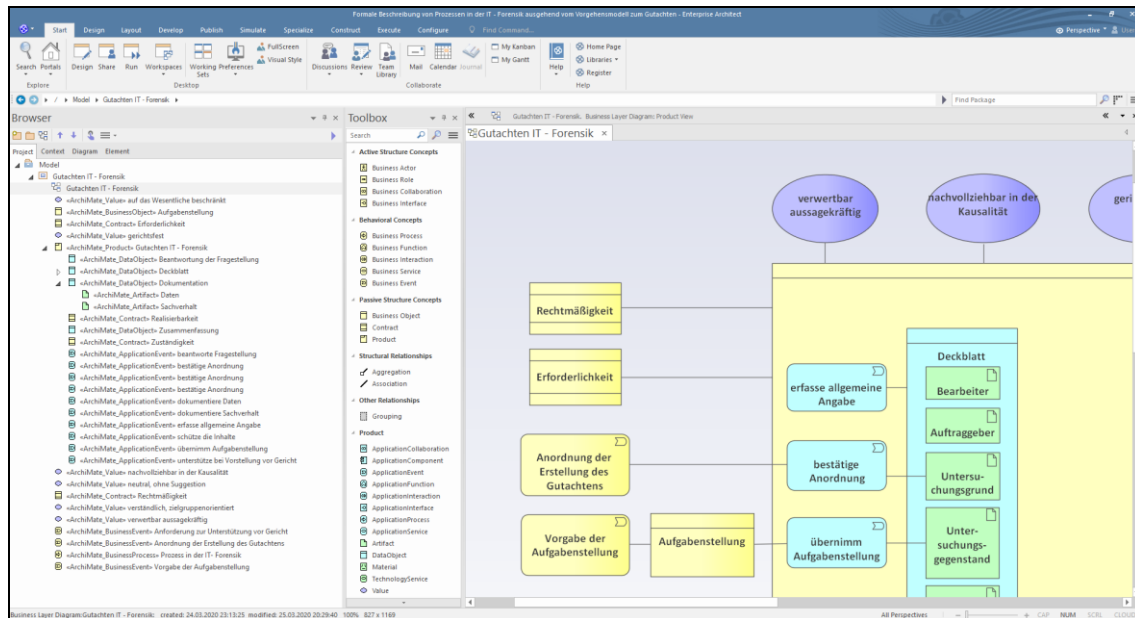 Formale Beschreibung von Prozessen in der IT - Forensik ausgehend vom Vorgehensmodell zum Gutachten - Enterprise Architect
Start Design Layout Develop Publish Simulate Specialize Construct Execute Configure Find Command... Perspective User
Search Portals Design Share Run Workspaces Working Sets Preferences FullScreen Visual Style Discussions Review Team Library Mail Calendar Journal My Kanban My Gantt Help Home Page Libraries Register
Explore Desktop Collaborate Help
/ Model Gutachten IT - Forensik Find Package
Browser
Project Context Diagram Element
Model
Gutachten IT - Forensik
Gutachten IT - Forensik
«ArchiMate_Value» auf das Wesentliche beschränkt
«ArchiMate_BusinessObject» Aufgabenstellung
«ArchiMate_Contract» Erforderlichkeit
«ArchiMate_Value» gerichtsfest
«ArchiMate_Product» Gutachten IT - Forensik
«ArchiMate_DataObject» Beantwortung der Fragestellung
«ArchiMate_DataObject» Deckblatt
«ArchiMate_DataObject» Dokumentation
«ArchiMate_Artifact» Daten
«ArchiMate_Artifact» Sachverhalt
«ArchiMate_Contract» Realisierbarkeit
«ArchiMate_DataObject» Zusammenfassung
«ArchiMate_Contract» Zuständigkeit
«ArchiMate_ApplicationEvent» beantworte Fragestellung
«ArchiMate_ApplicationEvent» bestätige Anordnung
«ArchiMate_ApplicationEvent» bestätige Anordnung
«ArchiMate_ApplicationEvent» bestätige Anordnung
«ArchiMate_ApplicationEvent» dokumentiere Daten
«ArchiMate_ApplicationEvent» dokumentiere Sachverhalt
«ArchiMate_ApplicationEvent» erfasse allgemeine Angabe
«ArchiMate_ApplicationEvent» schütze die Inhalte
«ArchiMate_ApplicationEvent» übernimm Aufgabenstellung
«ArchiMate_ApplicationEvent» unterstütze bei Vorstellung vor Gericht
«ArchiMate_Value» nachvollziehbar in der Kausalität
«ArchiMate_Value» neutral, ohne Suggestion
«ArchiMate_Contract» Rechtmäßigkeit
«ArchiMate_Value» verständlich, zielgruppenorientiert
«ArchiMate_Value» verwertbar aussagekräftig
«ArchiMate_BusinessEvent» Anforderung zur Unterstützung vor Gericht
«ArchiMate_BusinessEvent» Anordnung der Erstellung des Gutachtens
«ArchiMate_BusinessProcess» Prozess in der IT- Forensik
«ArchiMate_BusinessEvent» Vorgabe der Aufgabenstellung
Toolbox
Search
Active Structure Concepts
Business Actor
Business Role
Business Collaboration
Business Interface
Behavioral Concepts
Business Process
Business Function
Business Interaction
Business Service
Business Event
Passive Structure Concepts
Business Object
Contract
Product
Structural Relationships
Aggregation
Association
Other Relationships
Grouping
Product
ApplicationCollaboration
ApplicationComponent
ApplicationEvent
ApplicationFunction
ApplicationInteraction
ApplicationInterface
ApplicationProcess
ApplicationService
Artifact
DataObject
Material
TechnologyService
Value
Gutachten IT - Forensik. Business Layer Diagram: Product View
Gutachten IT - Forensik ×
verwertbar
aussagekräftig
nachvollziehbar in der
Kausalität
geri
Rechtmäßigkeit
Erforderlichkeit
Anordnung der
Erstellung des
Gutachtens
Vorgabe der
Aufgabenstellung
Aufgabenstellung
erfasse allgemeine
Angabe
bestätige
Anordnung
übernimm
Aufgabenstellung
Deckblatt
Bearbeiter
Auftraggeber
Untersu-
chungsgrund
Unter-
suchungs-
gegenstand
Business Layer Diagram:Gutachten IT - Forensik: created: 24.03.2020 23:13:25 modified: 25.03.2020 20:29:40 100% 827 x 1169 All Perspectives CAP NUM SCRL CLOUD